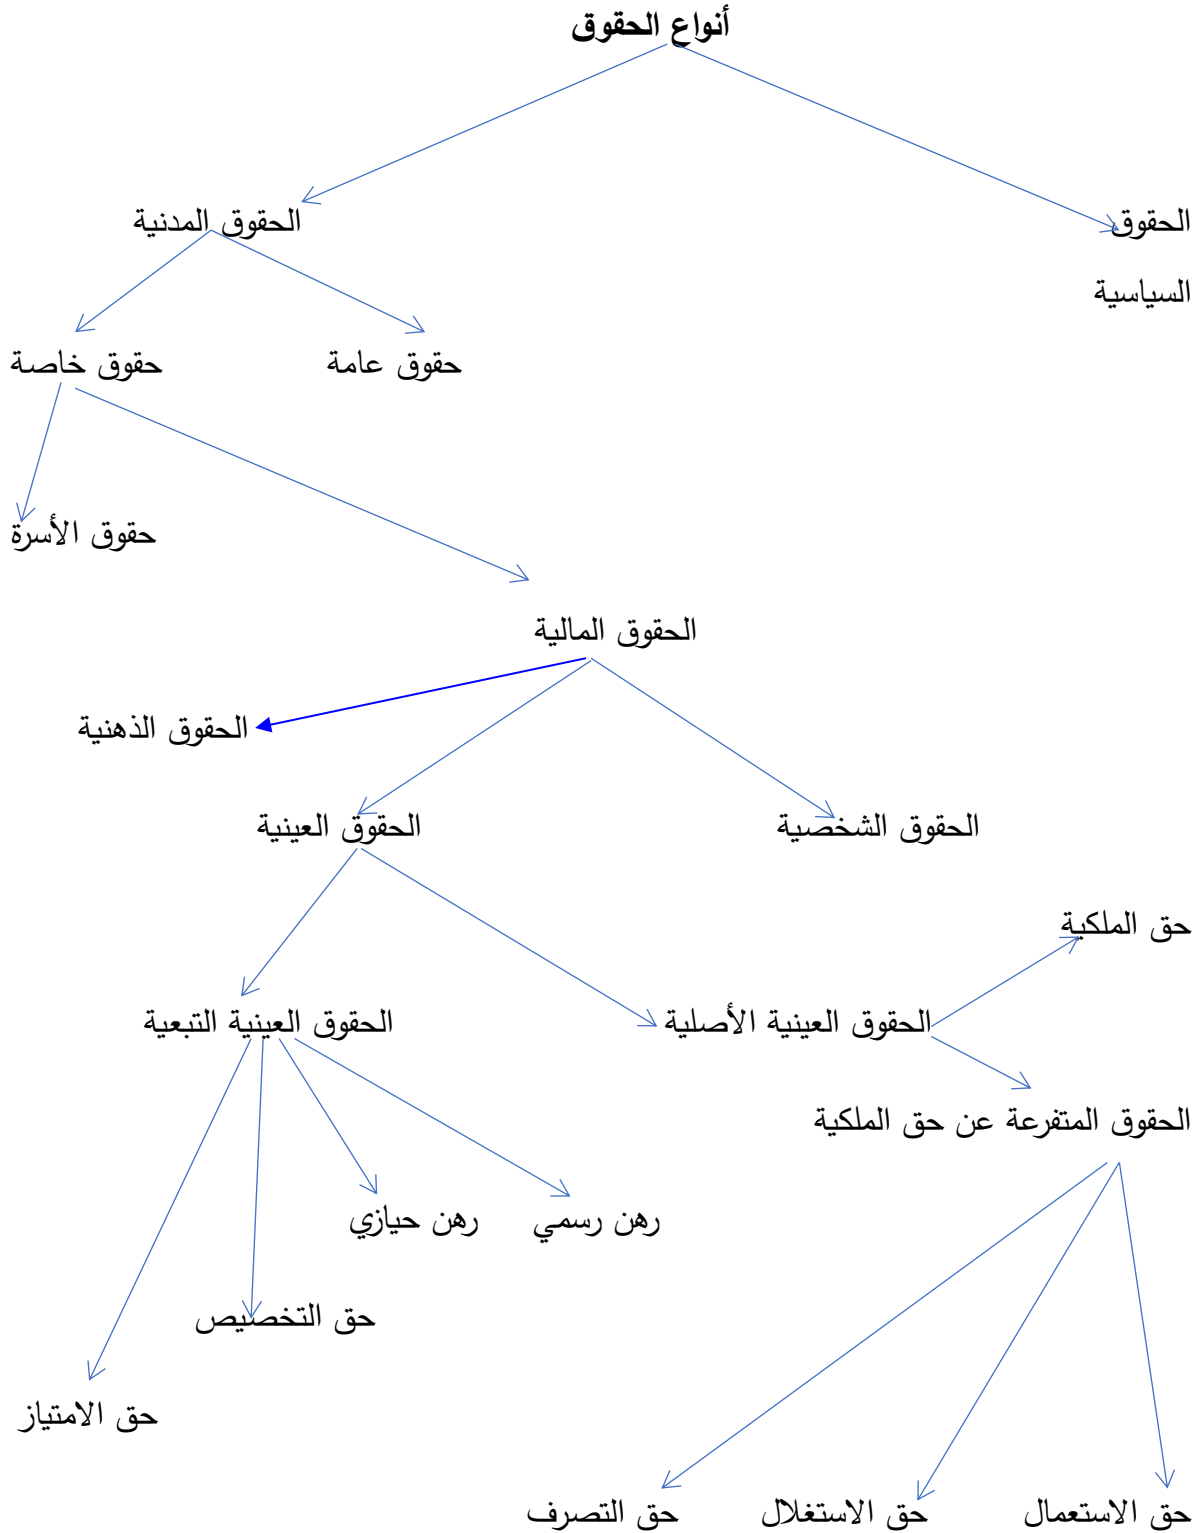 أنواع الحقوق
الحقوق المدنية
الحقوق
السياسية
حقوق خاصة
حقوق عامة
حقوق الأسرة
الحقوق المالية
الحقوق الذهنية
الحقوق العينية
الحقوق الشخصية
حق الملكية
الحقوق العينية التبعية
الحقوق العينية الأصلية
الحقوق المتفرعة عن حق الملكية
رهن حيازي
رهن رسمي
حق التخصيص
حق الامتياز
حق التصرف
حق الاستغلال
حق الاستعمال